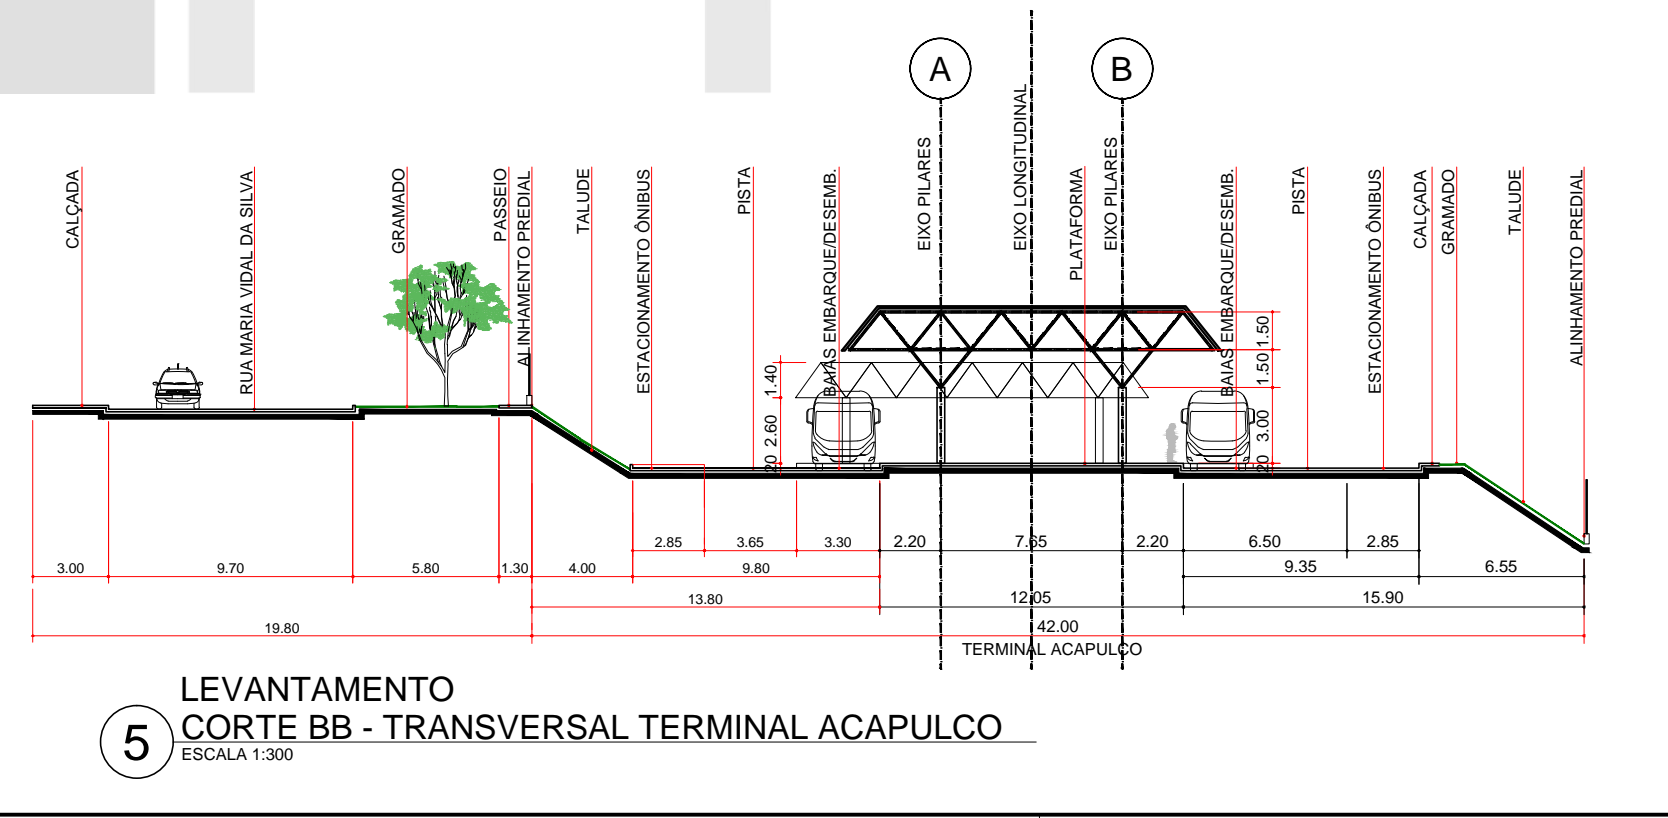 A
B
CALÇADA
RUA MARIA VIDAL DA SILVA
GRAMADO
PASSEIO
ALINHAMENTO PREDIAL
TALUDE
ESTACIONAMENTO ÔNIBUS
PISTA
BAIAS EMBARQUE/DESEMB.
EIXO PILARES
EIXO LONGITUDINAL
PLATAFORMA
EIXO PILARES
BAIAS EMBARQUE/DESEMB.
PISTA
ESTACIONAMENTO ÔNIBUS
CALÇADA
GRAMADO
TALUDE
ALINHAMENTO PREDIAL
1.40
2.60
20
1.50
1.50
3.00
20
2.85
3.65
3.30
2.20
7.65
2.20
6.50
2.85
3.00
9.70
5.80
1.30
4.00
9.80
9.35
6.55
13.80
12.05
15.90
19.80
42.00
TERMINAL ACAPULCO
5
LEVANTAMENTO
CORTE BB - TRANSVERSAL TERMINAL ACAPULCO
ESCALA 1:300